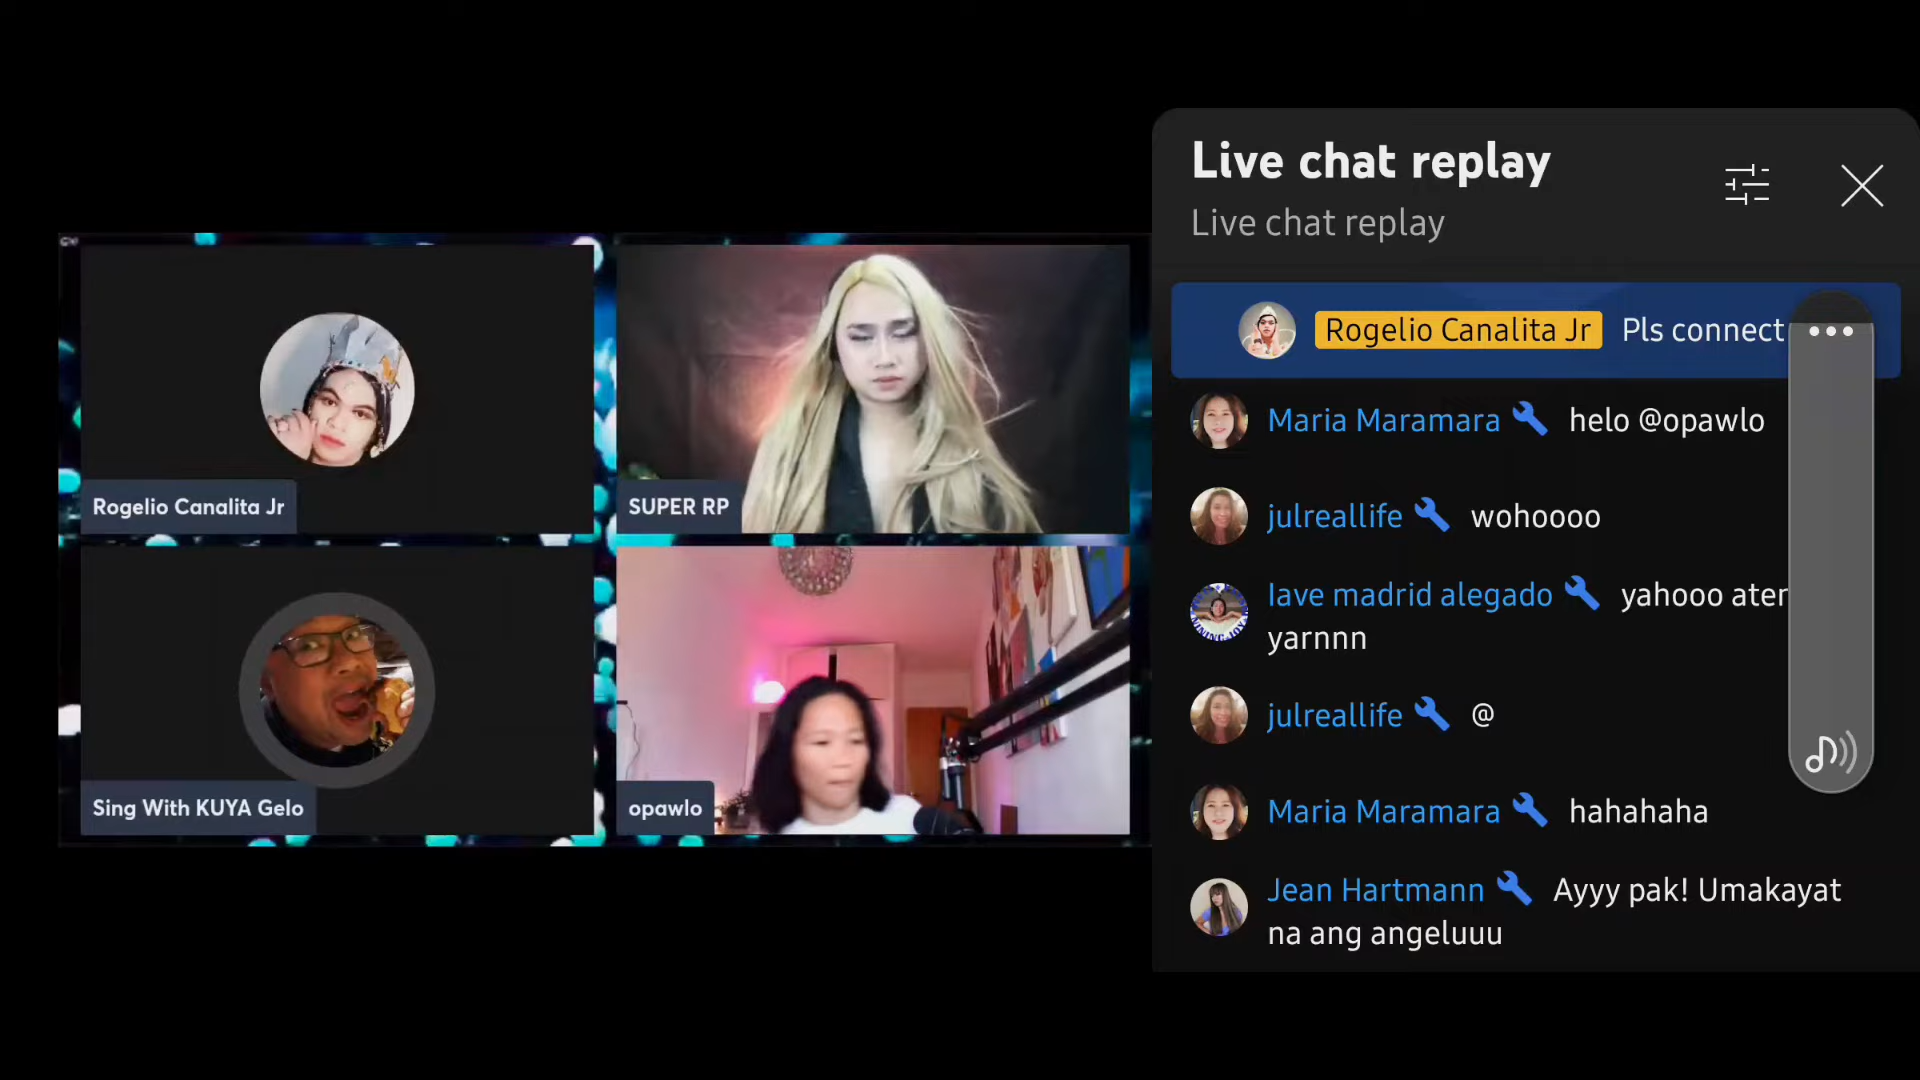 Rogelio Canalita Jr
SUPER RP
Sing With KUYA Gelo
opawlo
Live chat replay
Live chat replay
Rogelio Canalita Jr Pls connect
Maria Maramara helo @opawlo
julreallife wohoooo
lave madrid alegado yahooo aten
yarnnn
julreallife @
Maria Maramara hahahaha
Jean Hartmann Ayyy pak! Umakayat
na ang angeluuu